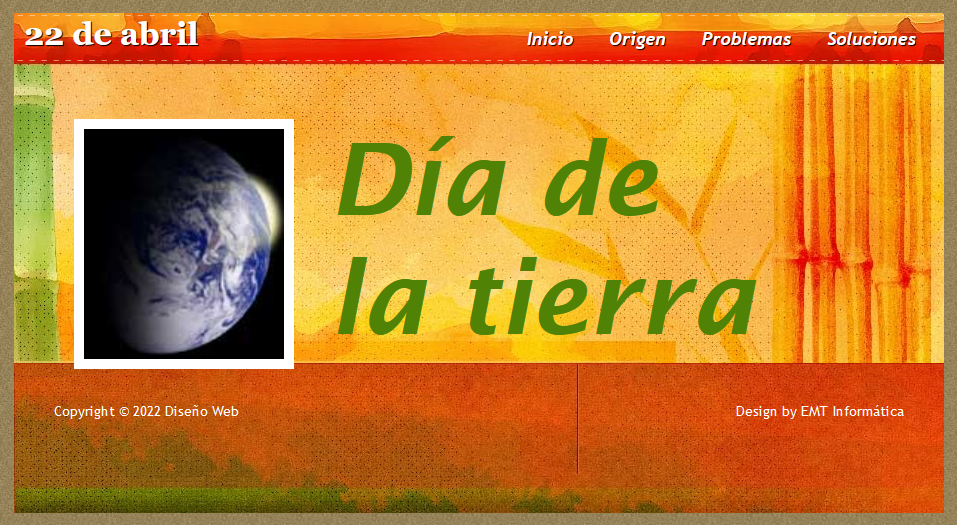 22 de abril
Inicio Origen Problemas Soluciones
Día de
la tierra
Copyright © 2022 Diseño Web
Design by EMT Informática